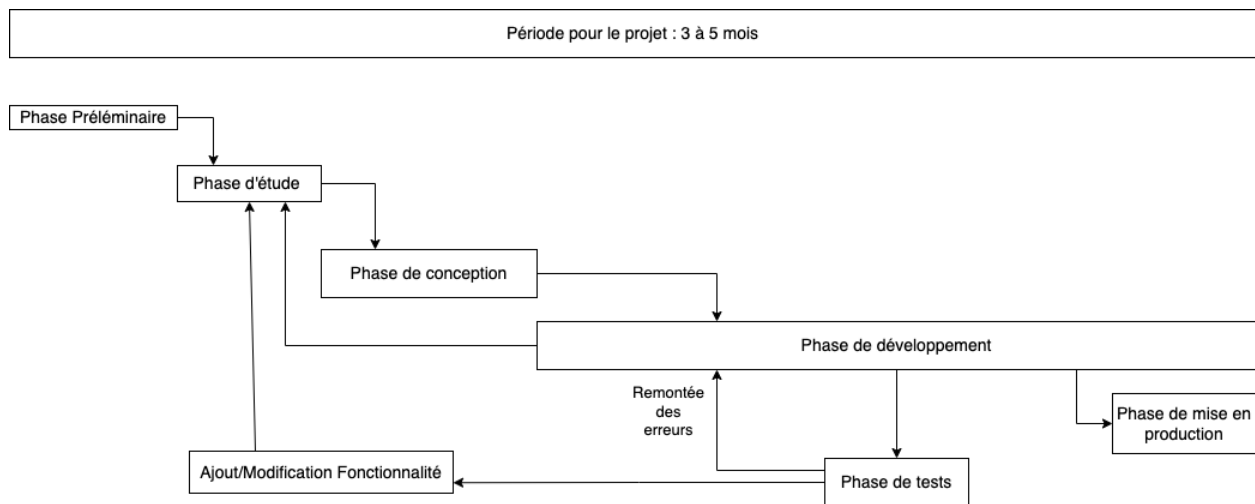 Période pour le projet : 3 à 5 mois
Phase Préléminaire
Phase d'étude
Phase de conception
Phase de développement
Remontée
des
erreurs
Phase de mise en
production
Ajout/Modification Fonctionnalité
Phase de tests